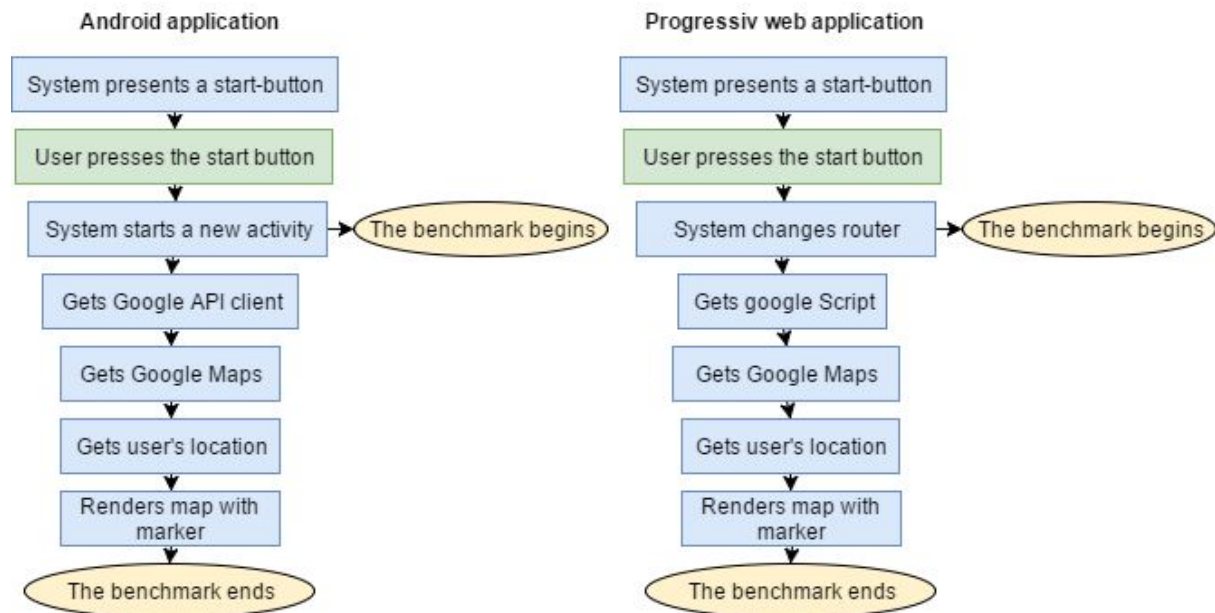 Android application
System presents a start-button
User presses the start button
System starts a new activity
The benchmark begins
Gets Google API client
Gets Google Maps
Gets user's location
Renders map with
marker
The benchmark ends
Progressiv web application
System presents a start-button
User presses the start button
System changes router
The benchmark begins
Gets google Script
Gets Google Maps
Gets user's location
Renders map with
marker
The benchmark ends